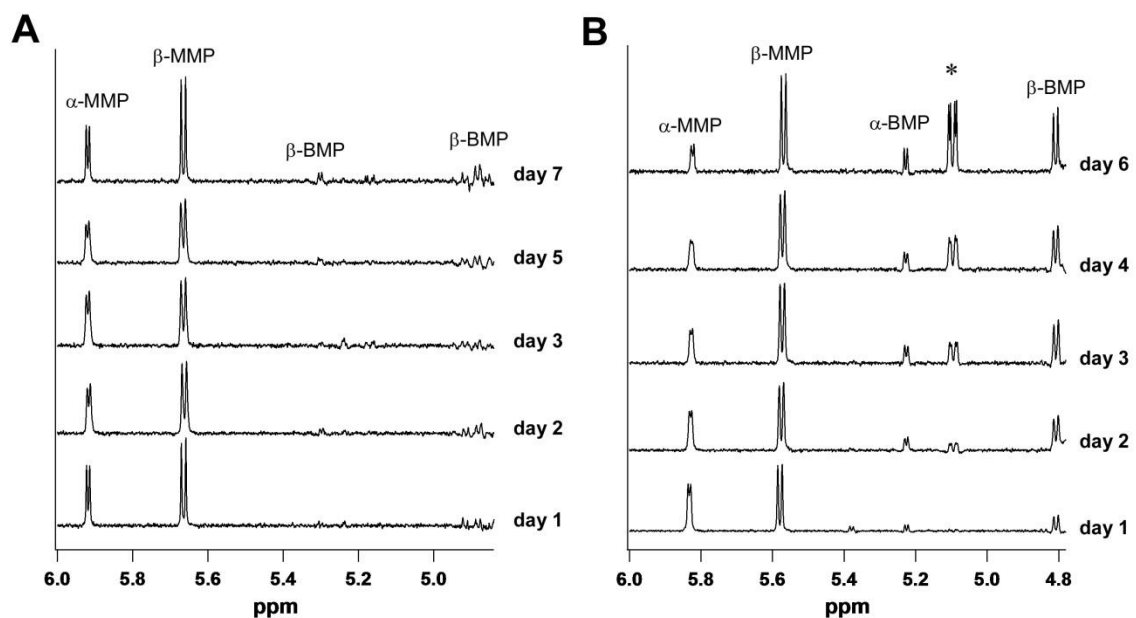 A
α-MMP
β-MMP
β-BMP
β-BMP
day 7
day 5
day 3
day 2
day 1
6.0 5.8 5.6 5.4 5.2 5.0
ppm
B
α-MMP
β-MMP
α-BMP
*
β-BMP
day 6
day 4
day 3
day 2
day 1
6.0 5.8 5.6 5.4 5.2 5.0 4.8
ppm